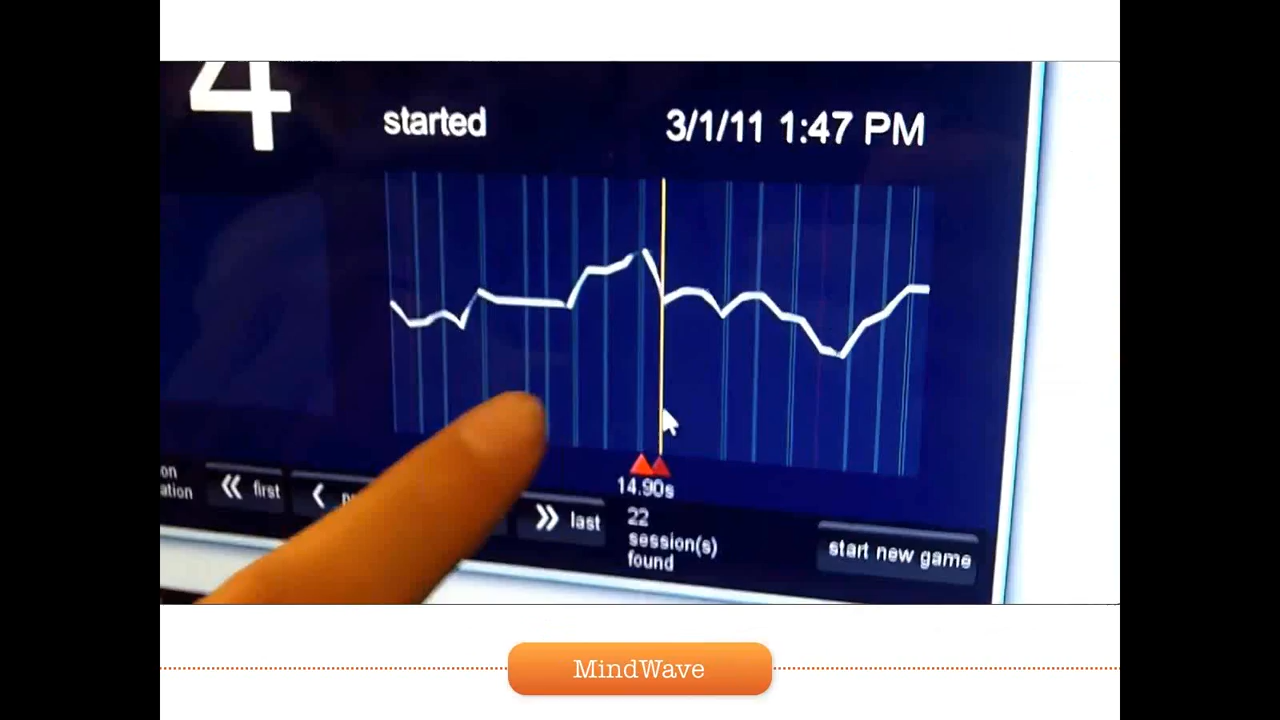 4
started
3/1/11 1:47 PM
on
ation
« first
‹
» last
14.90s
22
session(s)
found
start new game
MindWave